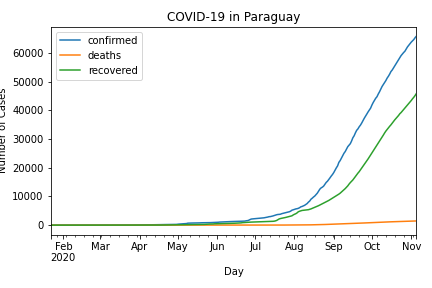 COVID-19 in Paraguay
confirmed
deaths
recovered
60000
50000
40000
30000
20000
10000
0
Number of Cases
Feb Mar Apr May Jun Jul Aug Sep Oct Nov
2020
Day